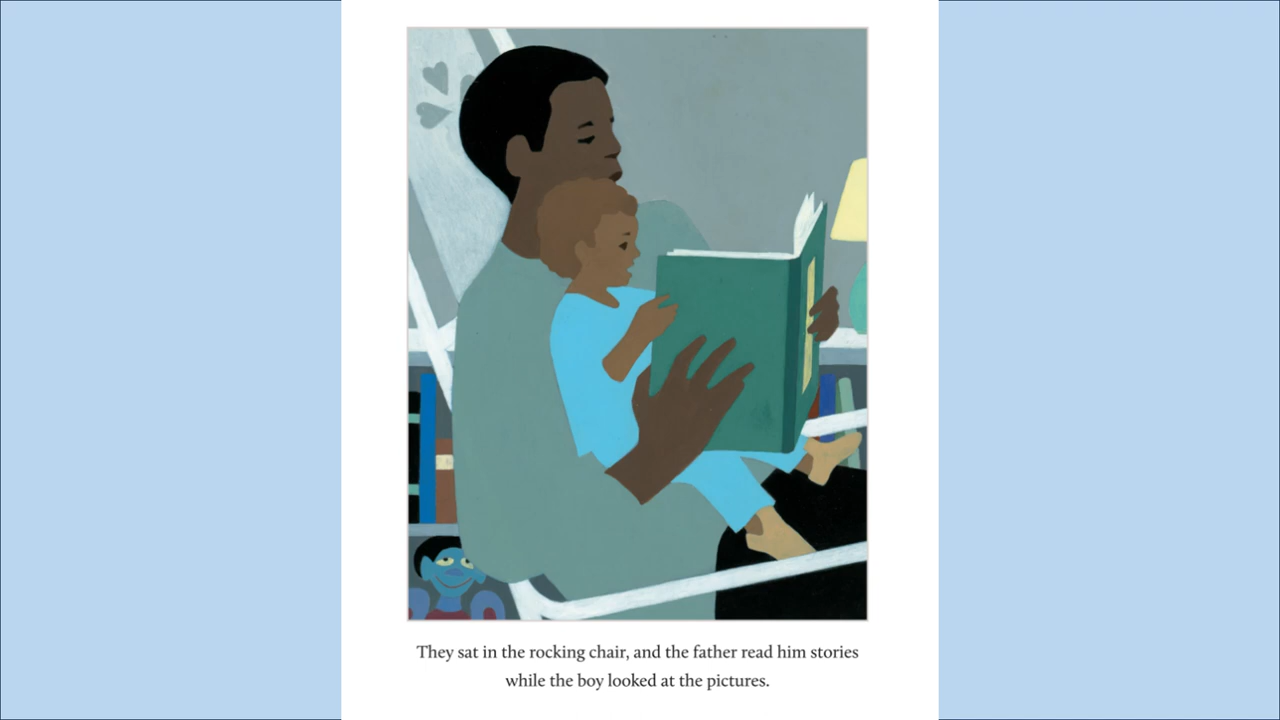 They sat in the rocking chair, and the father read him stories
while the boy looked at the pictures.